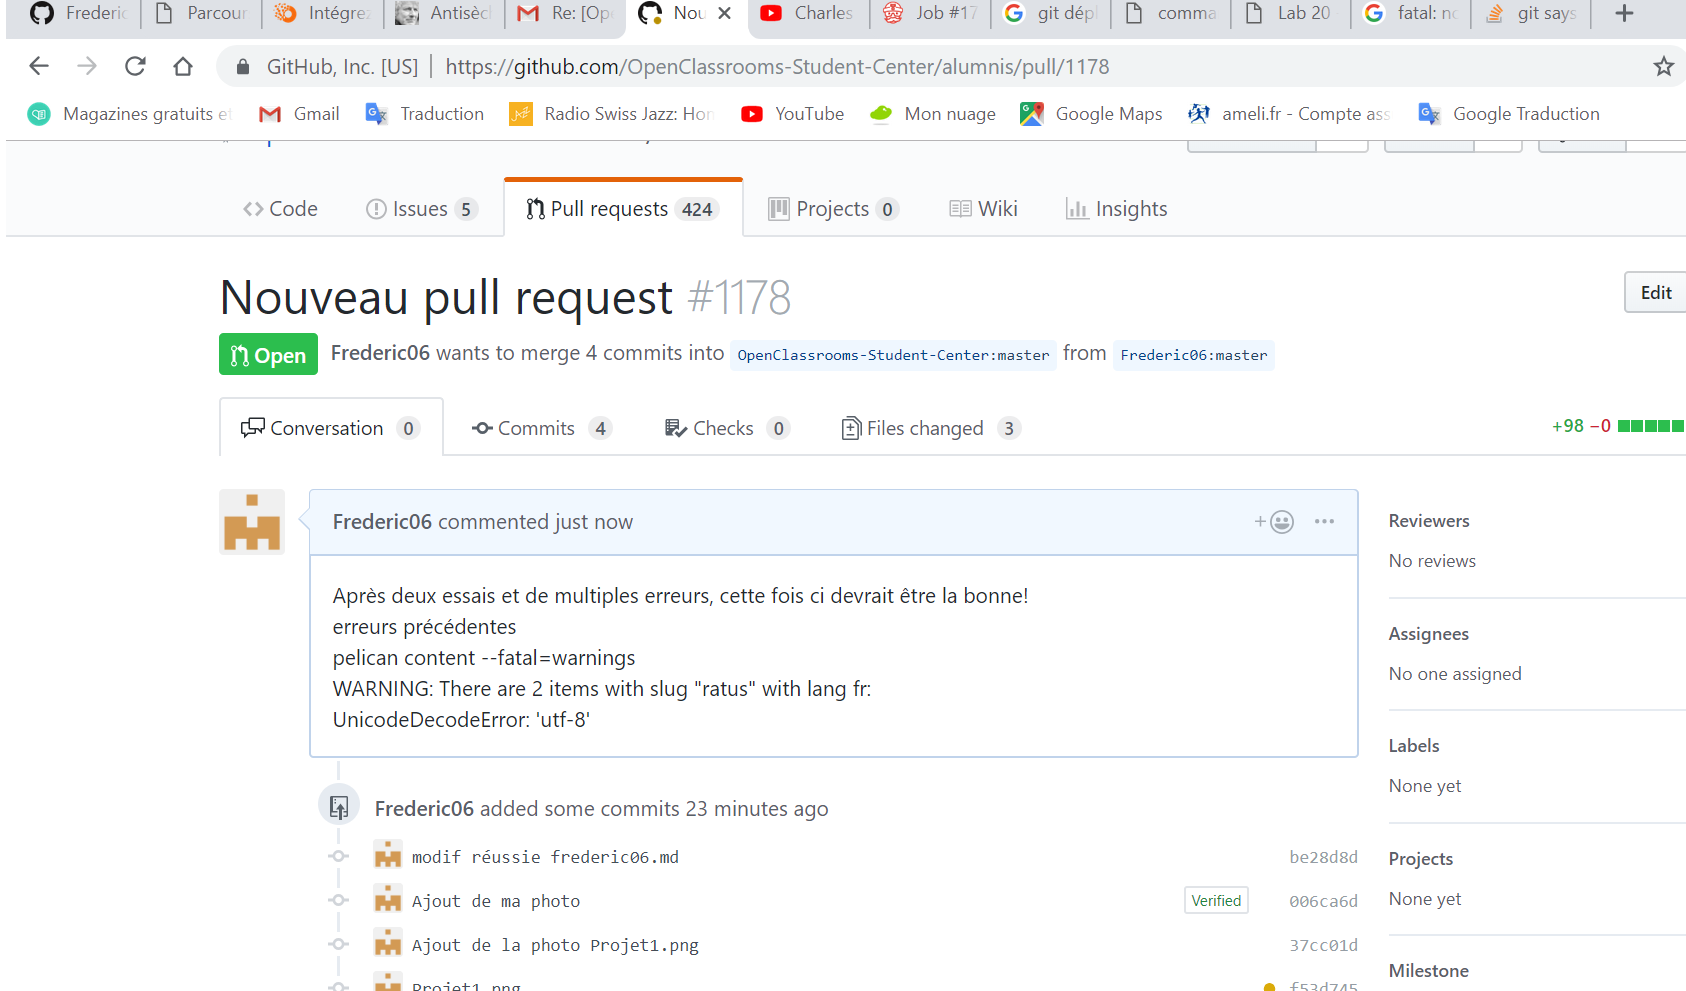 Frederic Parcour Intégrez Antisèch Re: [Ope Nou Charles Job #17 git dépl comma Lab 20 fatal: no git says
GitHub, Inc. [US] https://github.com/OpenClassrooms-Student-Center/alumnis/pull/1178
Magazines gratuits et Gmail Traduction Radio Swiss Jazz: Hom YouTube Mon nuage Google Maps ameli.fr - Compte ass Google Traduction
Code Issues 5 Pull requests 424 Projects 0 Wiki Insights
Nouveau pull request #1178
Edit
Open Frederic06 wants to merge 4 commits into OpenClassrooms-Student-Center:master from Frederic06:master
Conversation 0 Commits 4 Checks 0 Files changed 3 +98 −0
Frederic06 commented just now
Après deux essais et de multiples erreurs, cette fois ci devrait être la bonne!
erreurs précédentes
pelican content --fatal=warnings
WARNING: There are 2 items with slug "ratus" with lang fr:
UnicodeDecodeError: 'utf-8'
Frederic06 added some commits 23 minutes ago
modif réussie frederic06.md be28d8d
Ajout de ma photo Verified 006ca6d
Ajout de la photo Projet1.png 37cc01d
Projet1.png f53d745
Reviewers
No reviews
Assignees
No one assigned
Labels
None yet
Projects
None yet
Milestone